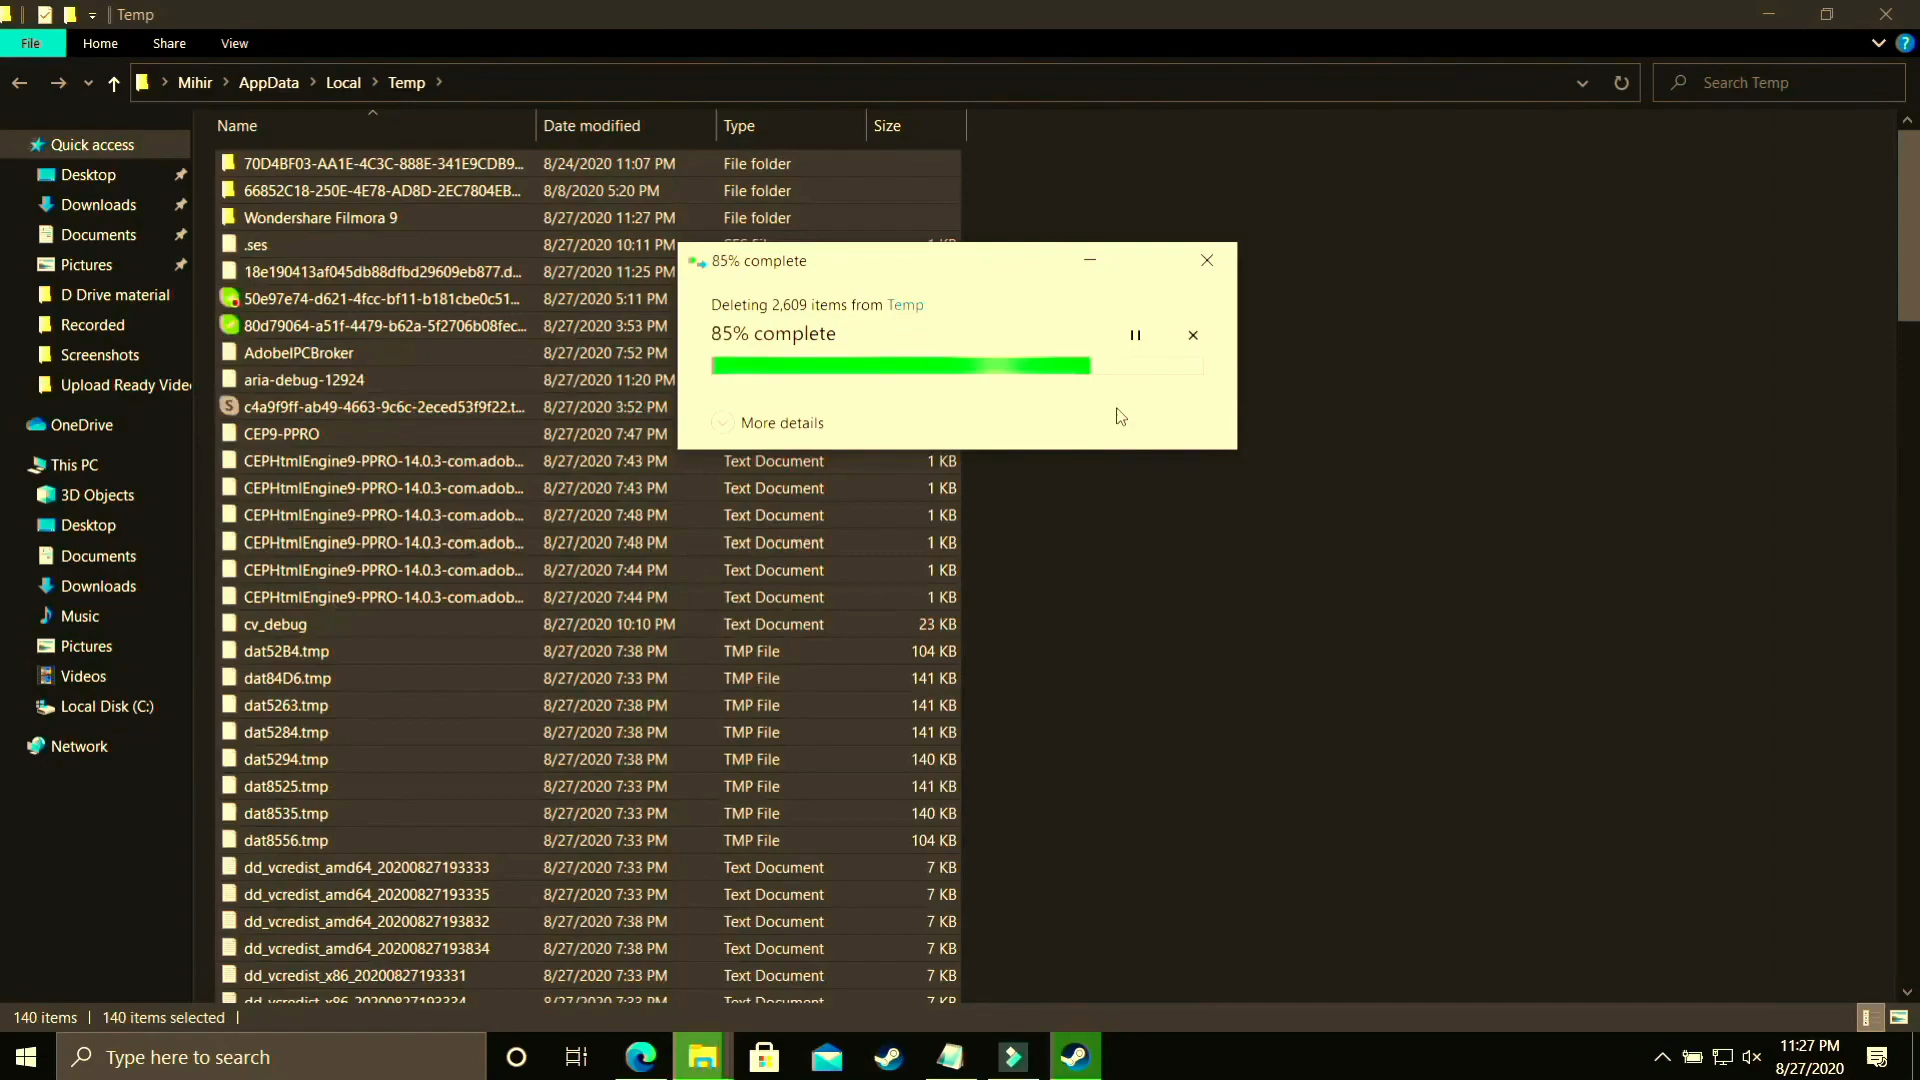 Temp
File Home Share View
Mihir AppData Local Temp
Search Temp
Name Date modified Type Size
Quick access
Desktop
Downloads
Documents
Pictures
D Drive material
Recorded
Screenshots
Upload Ready Vide
OneDrive
This PC
3D Objects
Desktop
Documents
Downloads
Music
Pictures
Videos
Local Disk (C:)
Network
70D4BF03-AA1E-4C3C-888E-341E9CDB9... 8/24/2020 11:07 PM File folder
66852C18-250E-4E78-AD8D-2EC7804EB... 8/8/2020 5:20 PM File folder
Wondershare Filmora 9 8/27/2020 11:27 PM File folder
.ses 8/27/2020 10:11 PM
18e190413af045db88dfbd29609eb877.d... 8/27/2020 11:25 PM
50e97e74-d621-4fcc-bf11-b181cbe0c51... 8/27/2020 5:11 PM
80d79064-a51f-4479-b62a-5f2706b08fec... 8/27/2020 3:53 PM
AdobeIPCBroker 8/27/2020 7:52 PM
aria-debug-12924 8/27/2020 11:20 PM
c4a9f9ff-ab49-4663-9c6c-2eced53f9f22.t... 8/27/2020 3:52 PM
CEP9-PPRO 8/27/2020 7:47 PM
CEPHtmlEngine9-PPRO-14.0.3-com.adob... 8/27/2020 7:43 PM Text Document 1 KB
CEPHtmlEngine9-PPRO-14.0.3-com.adob... 8/27/2020 7:43 PM Text Document 1 KB
CEPHtmlEngine9-PPRO-14.0.3-com.adob... 8/27/2020 7:48 PM Text Document 1 KB
CEPHtmlEngine9-PPRO-14.0.3-com.adob... 8/27/2020 7:48 PM Text Document 1 KB
CEPHtmlEngine9-PPRO-14.0.3-com.adob... 8/27/2020 7:44 PM Text Document 1 KB
CEPHtmlEngine9-PPRO-14.0.3-com.adob... 8/27/2020 7:44 PM Text Document 1 KB
cv_debug 8/27/2020 10:10 PM Text Document 23 KB
dat52B4.tmp 8/27/2020 7:38 PM TMP File 104 KB
dat84D6.tmp 8/27/2020 7:33 PM TMP File 141 KB
dat5263.tmp 8/27/2020 7:38 PM TMP File 141 KB
dat5284.tmp 8/27/2020 7:38 PM TMP File 141 KB
dat5294.tmp 8/27/2020 7:38 PM TMP File 140 KB
dat8525.tmp 8/27/2020 7:33 PM TMP File 141 KB
dat8535.tmp 8/27/2020 7:33 PM TMP File 140 KB
dat8556.tmp 8/27/2020 7:33 PM TMP File 104 KB
dd_vcredist_amd64_20200827193333 8/27/2020 7:33 PM Text Document 7 KB
dd_vcredist_amd64_20200827193335 8/27/2020 7:33 PM Text Document 7 KB
dd_vcredist_amd64_20200827193832 8/27/2020 7:38 PM Text Document 7 KB
dd_vcredist_amd64_20200827193834 8/27/2020 7:38 PM Text Document 7 KB
dd_vcredist_x86_20200827193331 8/27/2020 7:33 PM Text Document 7 KB
dd_vcredist_x86_20200827193334 8/27/2020 7:33 PM Text Document 7 KB
85% complete
Deleting 2,609 items from Temp
85% complete
More details
140 items 140 items selected
Type here to search
11:27 PM
8/27/2020